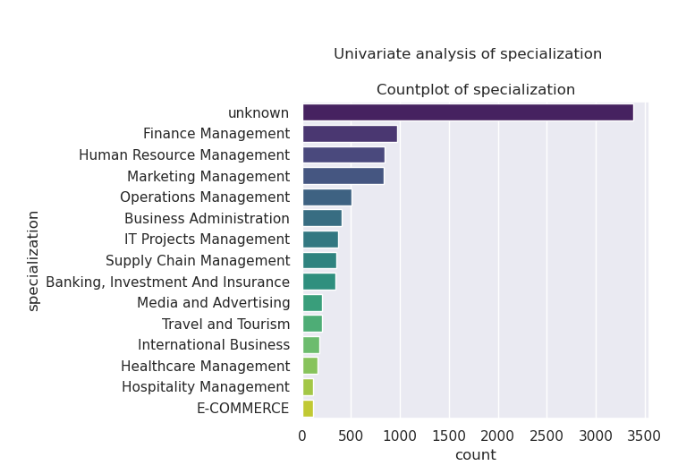 Univariate analysis of specialization
Countplot of specialization
unknown
Finance Management
Human Resource Management
Marketing Management
Operations Management
Business Administration
IT Projects Management
Supply Chain Management
Banking, Investment And Insurance
Media and Advertising
Travel and Tourism
International Business
Healthcare Management
Hospitality Management
E-COMMERCE
specialization
0 500 1000 1500 2000 2500 3000 3500
count